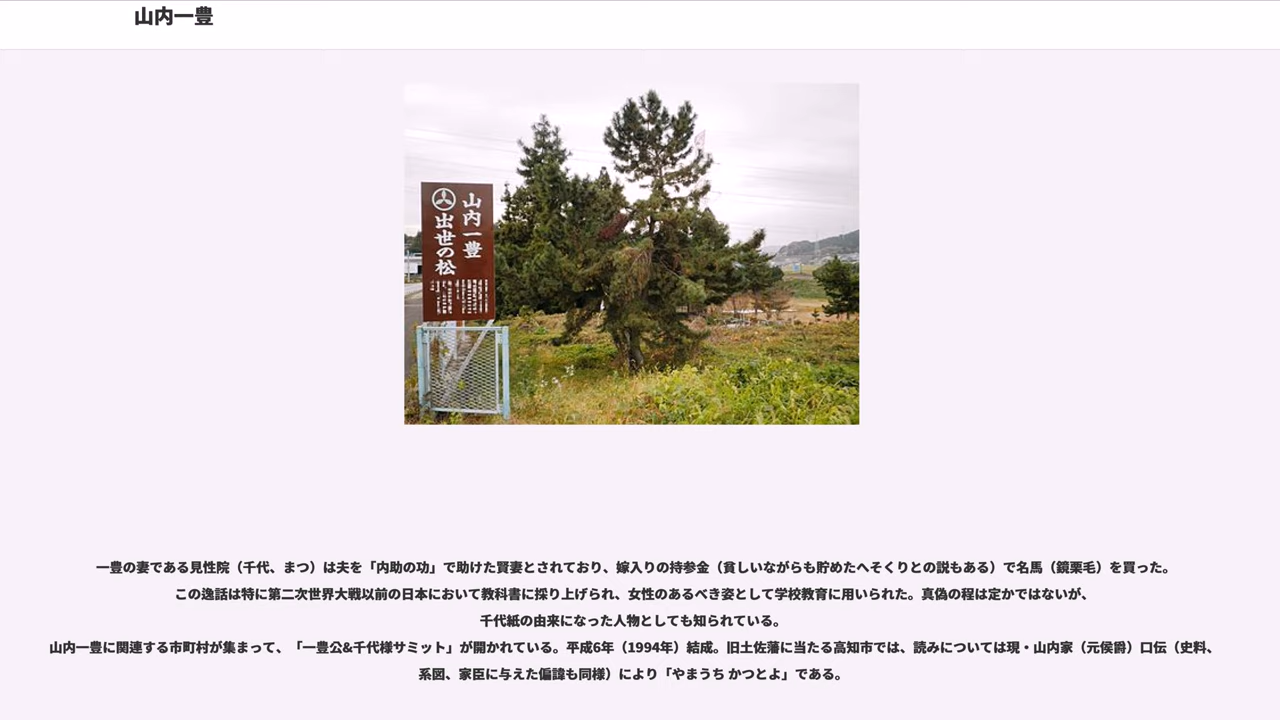 山内一豊
山内一豊
出世の松
一豊の妻である見性院（千代、まつ）は夫を「内助の功」で助けた賢妻とされており、嫁入りの持参金（貧しいながらも貯めたへそくりとの説もある）で名馬（鏡栗毛）を買った。
この逸話は特に第二次世界大戦以前の日本において教科書に採り上げられ、女性のあるべき姿として学校教育に用いられた。真偽の程は定かではないが、
千代紙の由来になった人物としても知られている。
山内一豊に関連する市町村が集まって、「一豊公&千代様サミット」が開かれている。平成6年（1994年）結成。旧土佐藩に当たる高知市では、読みについては現・山内家（元侯爵）口伝（史料、
系図、家臣に与えた偏諱も同様）により「やまうち かつとよ」である。